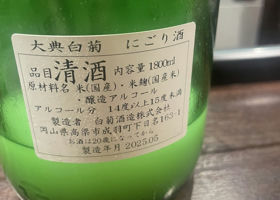 大典白菊 にごり酒
品目 清酒 内容量 1800ml
原材料名 米(国産)・米麹(国産米)
・醸造アルコール
アルコール分 14度以上15度未満
製造者 白菊酒造株式会社
岡山県高梁市成羽町下日名163-1
お酒は20歳になってから
製造年月 2025.05